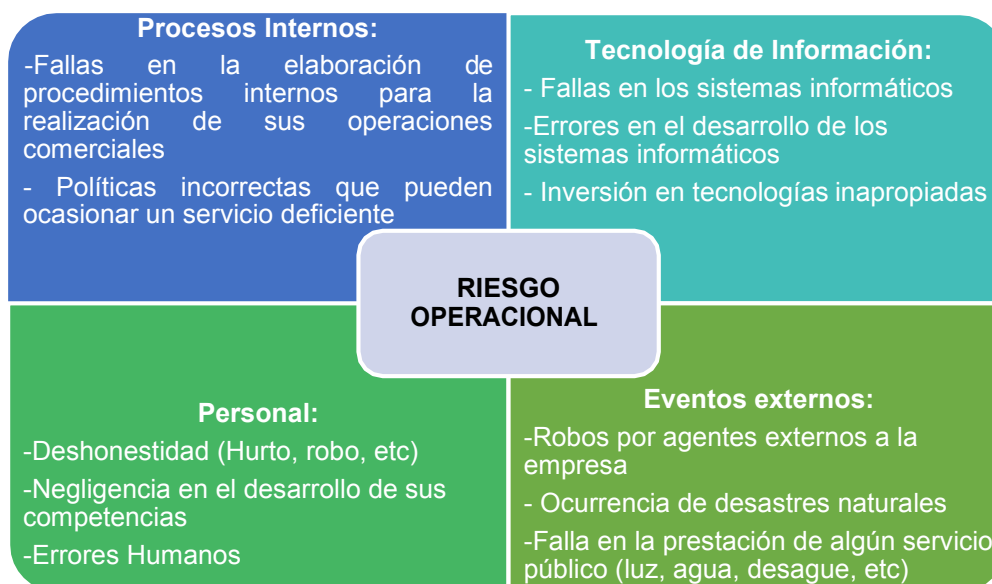 Procesos Internos:
-Fallas en la elaboración de
procedimientos internos para la
realización de sus operaciones
comerciales
- Políticas incorrectas que pueden
ocasionar un servicio deficiente
Tecnología de Información:
- Fallas en los sistemas informáticos
-Errores en el desarrollo de los
sistemas informáticos
- Inversión en tecnologías inapropiadas
RIESGO
OPERACIONAL
Personal:
-Deshonestidad (Hurto, robo, etc)
-Negligencia en el desarrollo de sus
competencias
-Errores Humanos
Eventos externos:
-Robos por agentes externos a la
empresa
- Ocurrencia de desastres naturales
-Falla en la prestación de algún servicio
público (luz, agua, desague, etc)